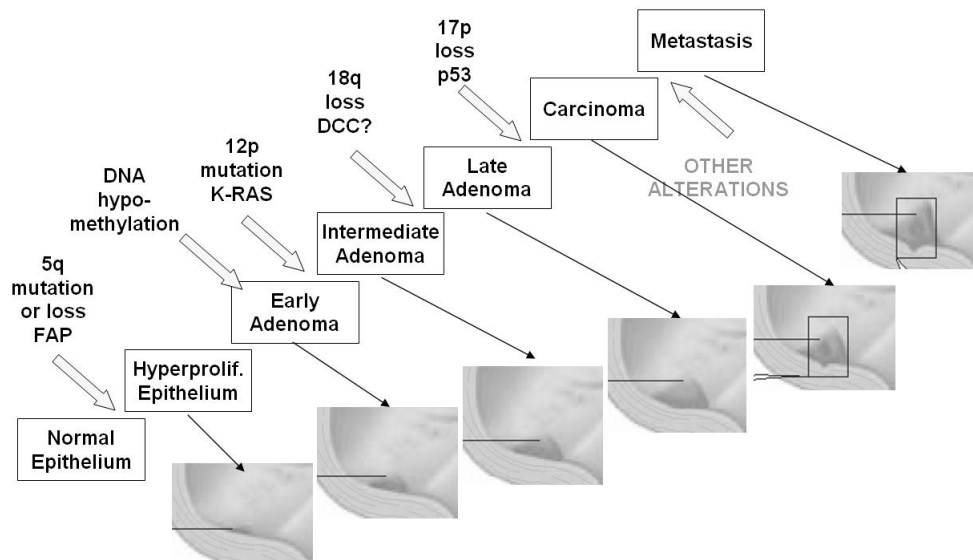 17p
loss
p53
Metastasis
18q
loss
DCC?
Carcinoma
12p
mutation
K-RAS
Late
Adenoma
OTHER
ALTERATIONS
DNA
hypo-
methylation
Intermediate
Adenoma
5q
mutation
or loss
FAP
Early
Adenoma
Hyperprolif.
Epithelium
Normal
Epithelium